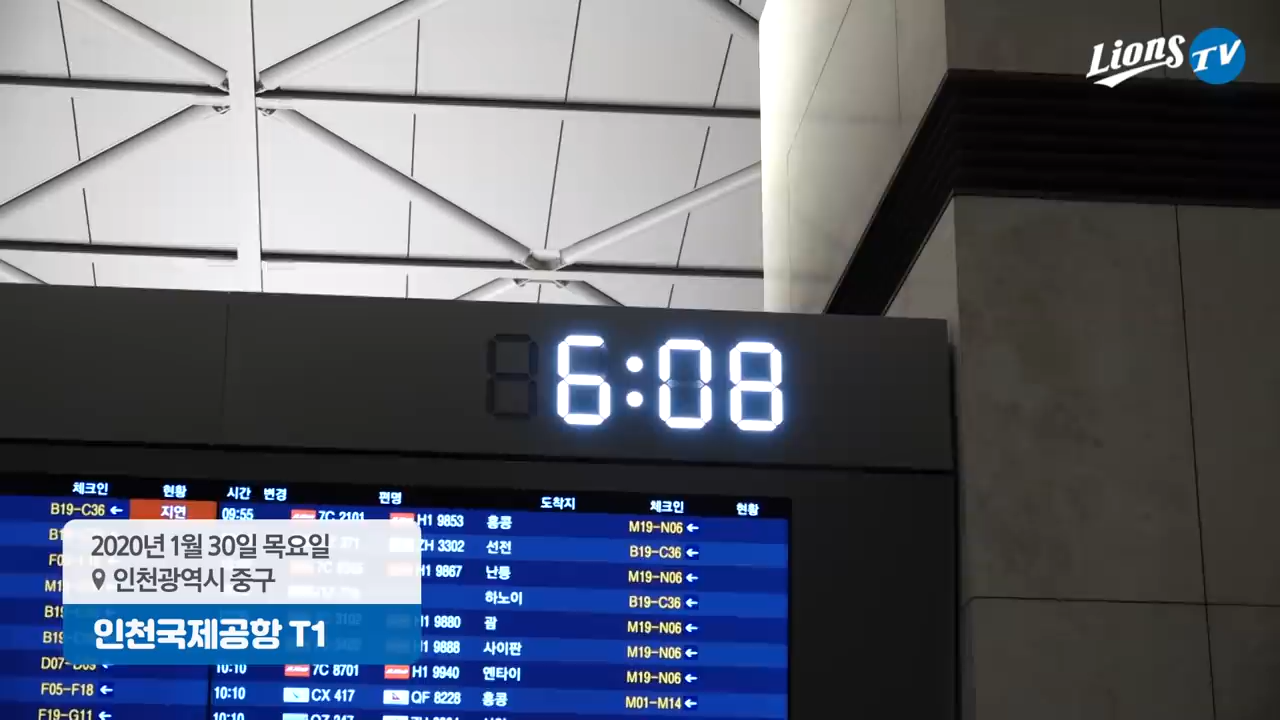 Lions TV
6:08
체크인 현황 시간 변경 편명 도착지 체크인 현황
B19-C36 ← 지연 09:55 7C 2101 H1 9853 홍콩 M19-N06 ←
ZH 3302 선전 B19-C36 ←
H1 9867 난퉁 M19-N06 ←
하노이 B19-C36 ←
H1 9880 괌 M19-N06 ←
H1 9888 사이판 M19-N06 ←
D07-D09 ← 10:10 7C 8701 H1 9940 옌타이 M19-N06 ←
F05-F18 ← 10:10 CX 417 QF 8228 홍콩 M01-M14 ←
F19-G11 ← 10:10
2020년 1월 30일 목요일
인천광역시 중구
인천국제공항 T1